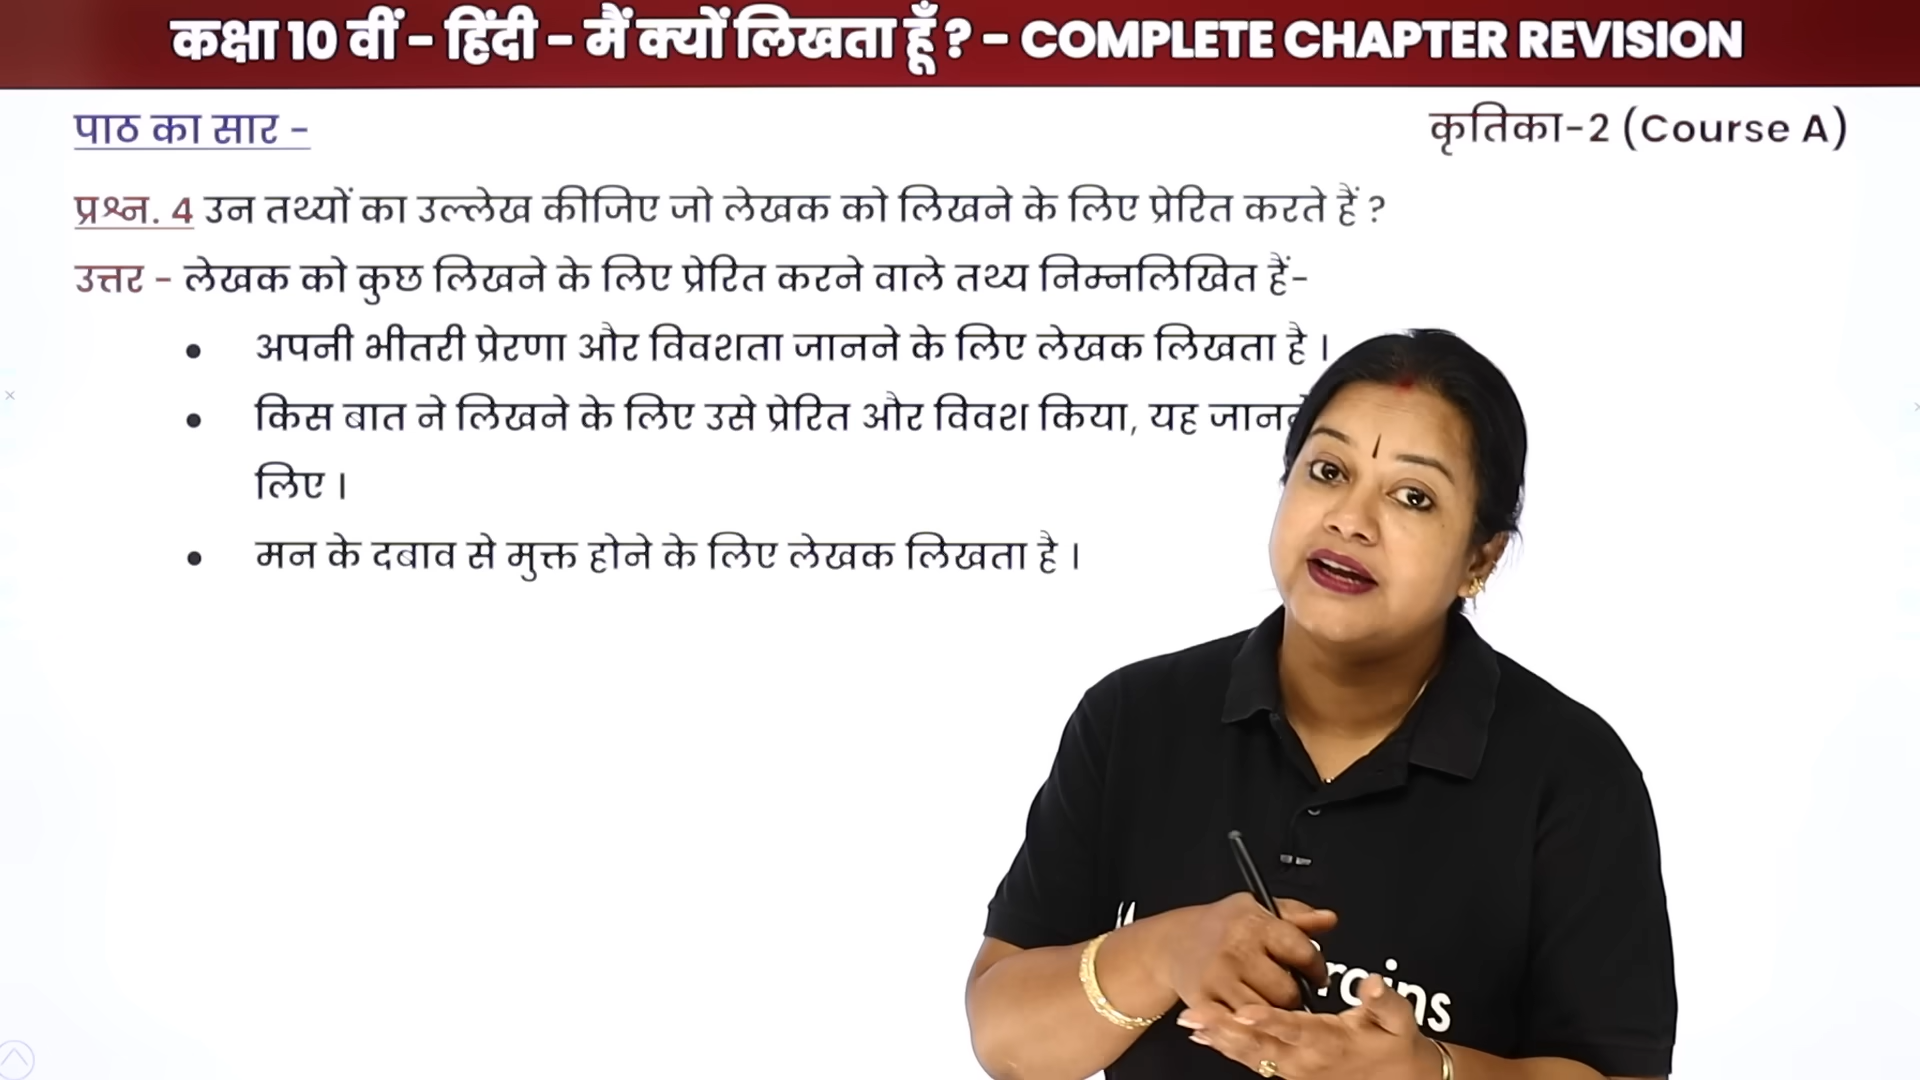 कक्षा 10 वीं – हिंदी – मैं क्यों लिखता हूँ ? – COMPLETE CHAPTER REVISION
पाठ का सार –
कृतिका-2 (Course A)
प्रश्न. 4 उन तथ्यों का उल्लेख कीजिए जो लेखक को लिखने के लिए प्रेरित करते हैं ?
उत्तर – लेखक को कुछ लिखने के लिए प्रेरित करने वाले तथ्य निम्नलिखित हैं–
• अपनी भीतरी प्रेरणा और विवशता जानने के लिए लेखक लिखता है ।
• किस बात ने लिखने के लिए उसे प्रेरित और विवश किया, यह
लिए ।
• मन के दबाव से मुक्त होने के लिए लेखक लिखता है ।